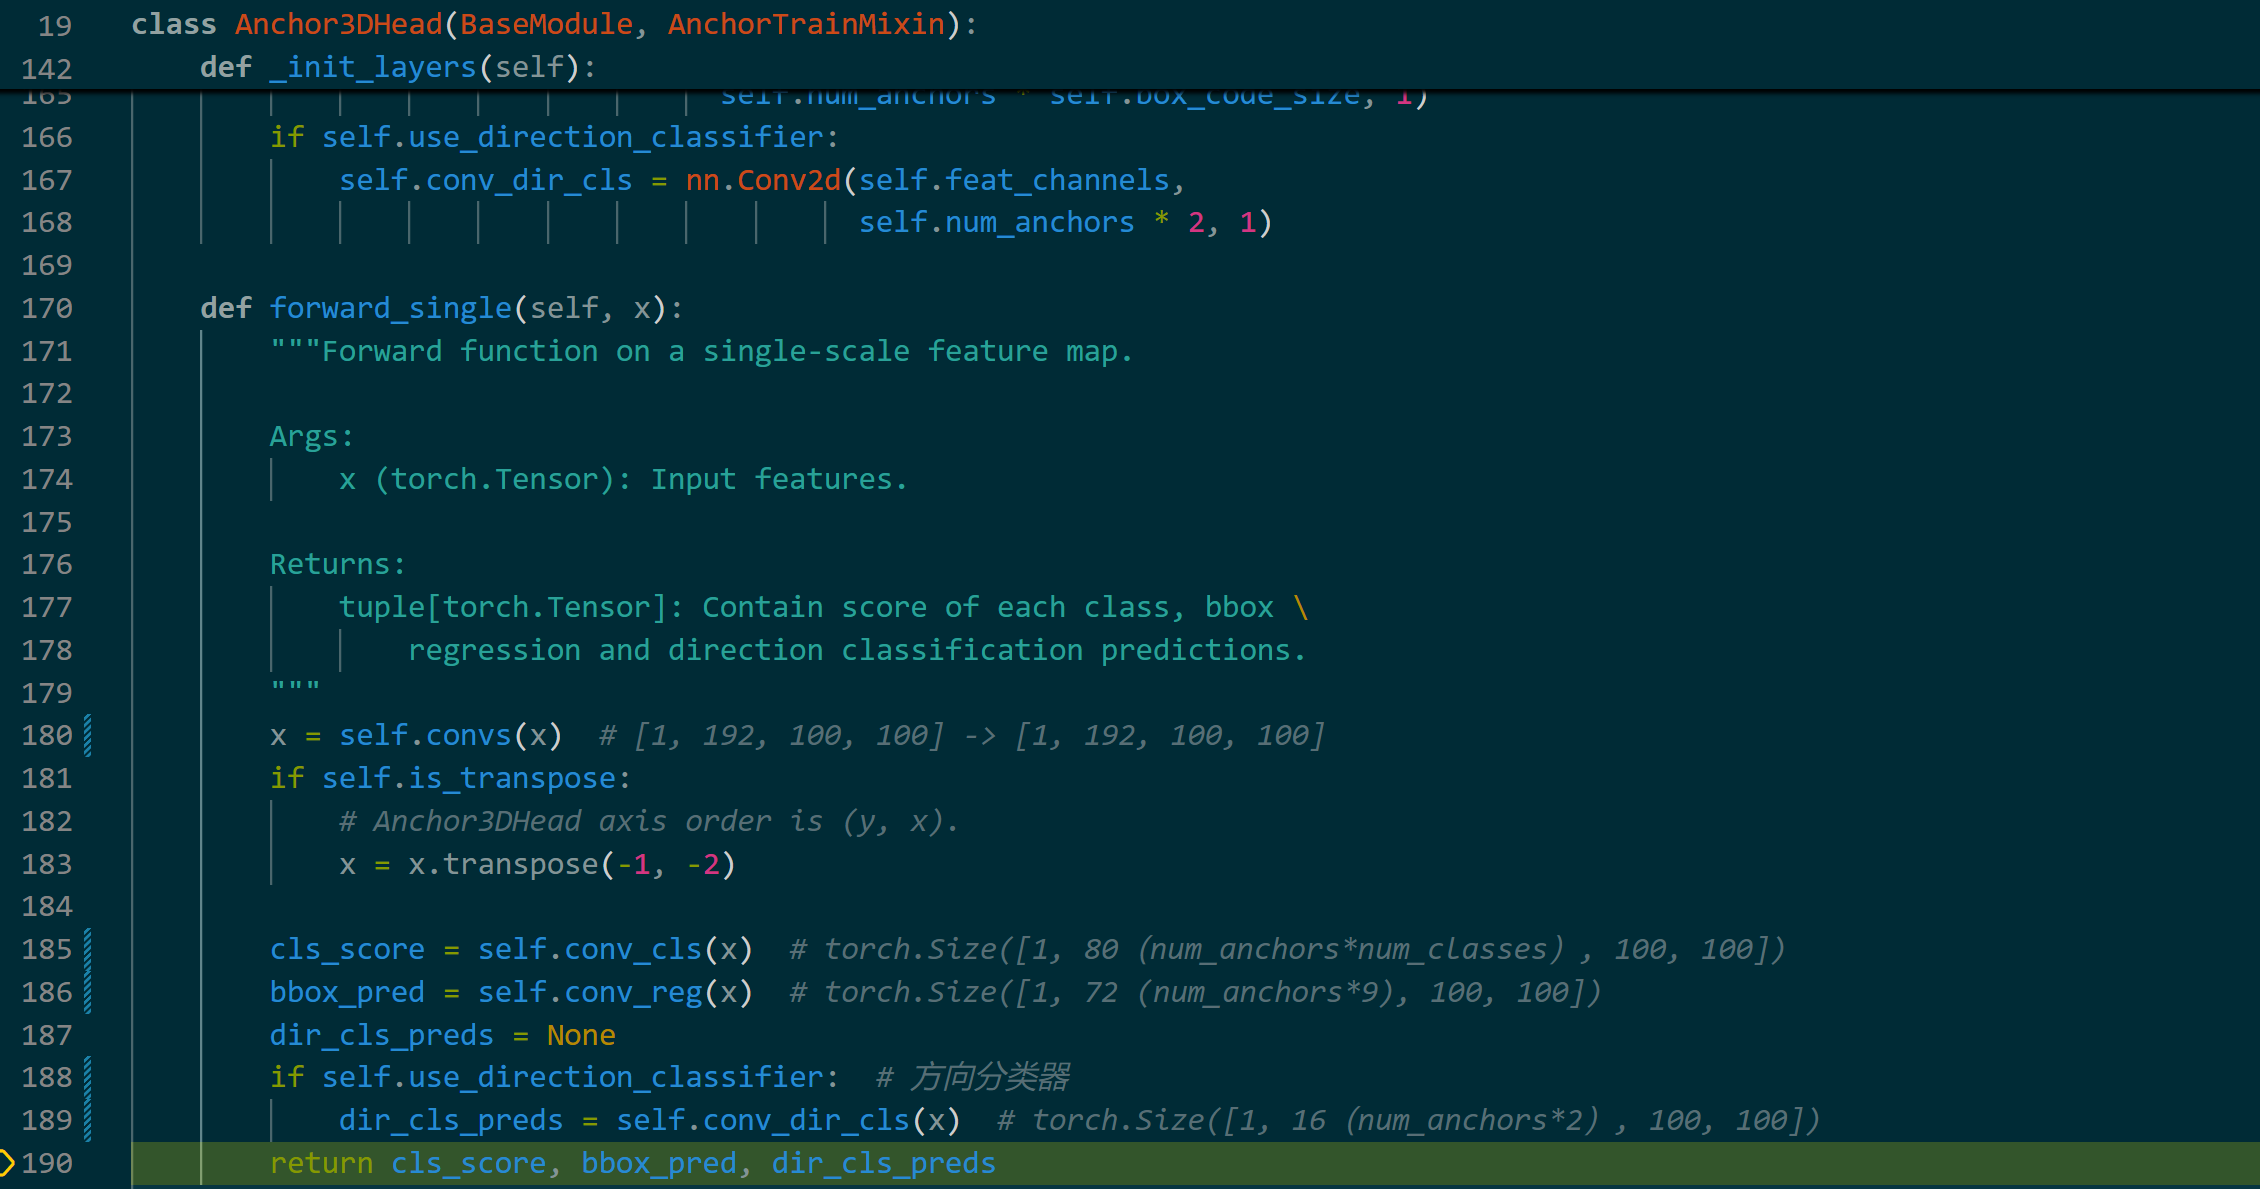 19 class Anchor3DHead(BaseModule, AnchorTrainMixin):
142 def _init_layers(self):
165 self.num_anchors * self.box_code_size, 1)
166 if self.use_direction_classifier:
167 self.conv_dir_cls = nn.Conv2d(self.feat_channels,
168 self.num_anchors * 2, 1)
169
170 def forward_single(self, x):
171 """Forward function on a single-scale feature map.
172
173 Args:
174 x (torch.Tensor): Input features.
175
176 Returns:
177 tuple[torch.Tensor]: Contain score of each class, bbox \
178 regression and direction classification predictions.
179 """
180 x = self.convs(x)  # [1, 192, 100, 100] -> [1, 192, 100, 100]
181 if self.is_transpose:
182 # Anchor3DHead axis order is (y, x).
183 x = x.transpose(-1, -2)
184
185 cls_score = self.conv_cls(x)  # torch.Size([1, 80（num_anchors*num_classes）, 100, 100])
186 bbox_pred = self.conv_reg(x)  # torch.Size([1, 72 (num_anchors*9), 100, 100])
187 dir_cls_preds = None
188 if self.use_direction_classifier:  # 方向分类器
189 dir_cls_preds = self.conv_dir_cls(x)  # torch.Size([1, 16（num_anchors*2）, 100, 100])
190 return cls_score, bbox_pred, dir_cls_preds